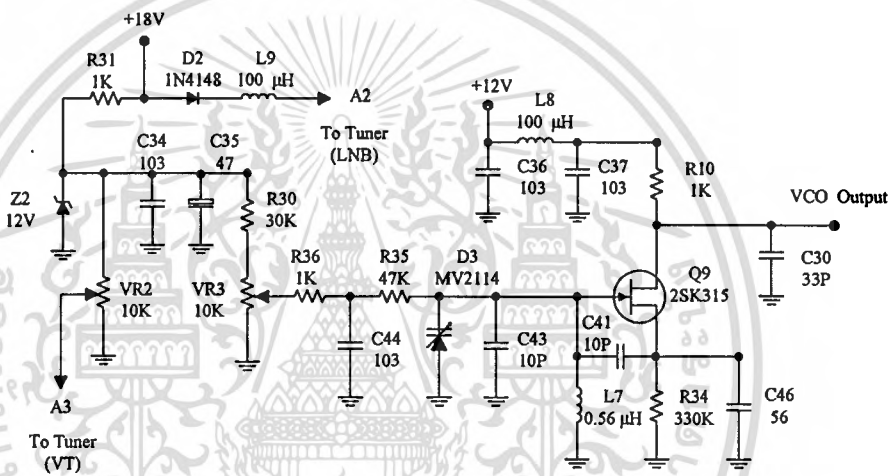 +18V
R31
1K
D2
1N4148
L9
100 μH
A2
To Tuner
(LNB)
C34
103
C35
47
Z2
12V
R30
30K
VR2
10K
VR3
10K
A3
To Tuner
(VT)
R36
1K
R35
47K
D3
MV2114
C44
103
C43
10P
+12V
L8
100 μH
C36
103
C37
103
R10
1K
VCO Output
C30
33P
Q9
2SK315
C41
10P
L7
0.56 μH
R34
330K
C46
56